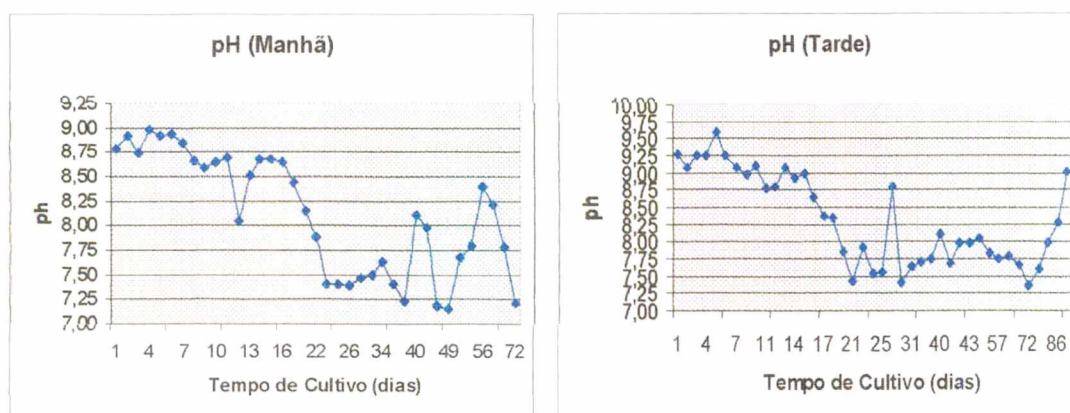 pH (Manhã)
ph
9,25
9,00
8,75
8,50
8,25
8,00
7,75
7,50
7,25
7,00
1 4 7 10 13 16 22 26 34 40 49 56 72
Tempo de Cultivo (dias)
pH (Tarde)
ph
10,00
9,75
9,50
9,25
9,00
8,75
8,50
8,25
8,00
7,75
7,50
7,25
7,00
1 4 7 11 14 17 21 25 31 40 43 57 72 86
Tempo de Cultivo (dias)